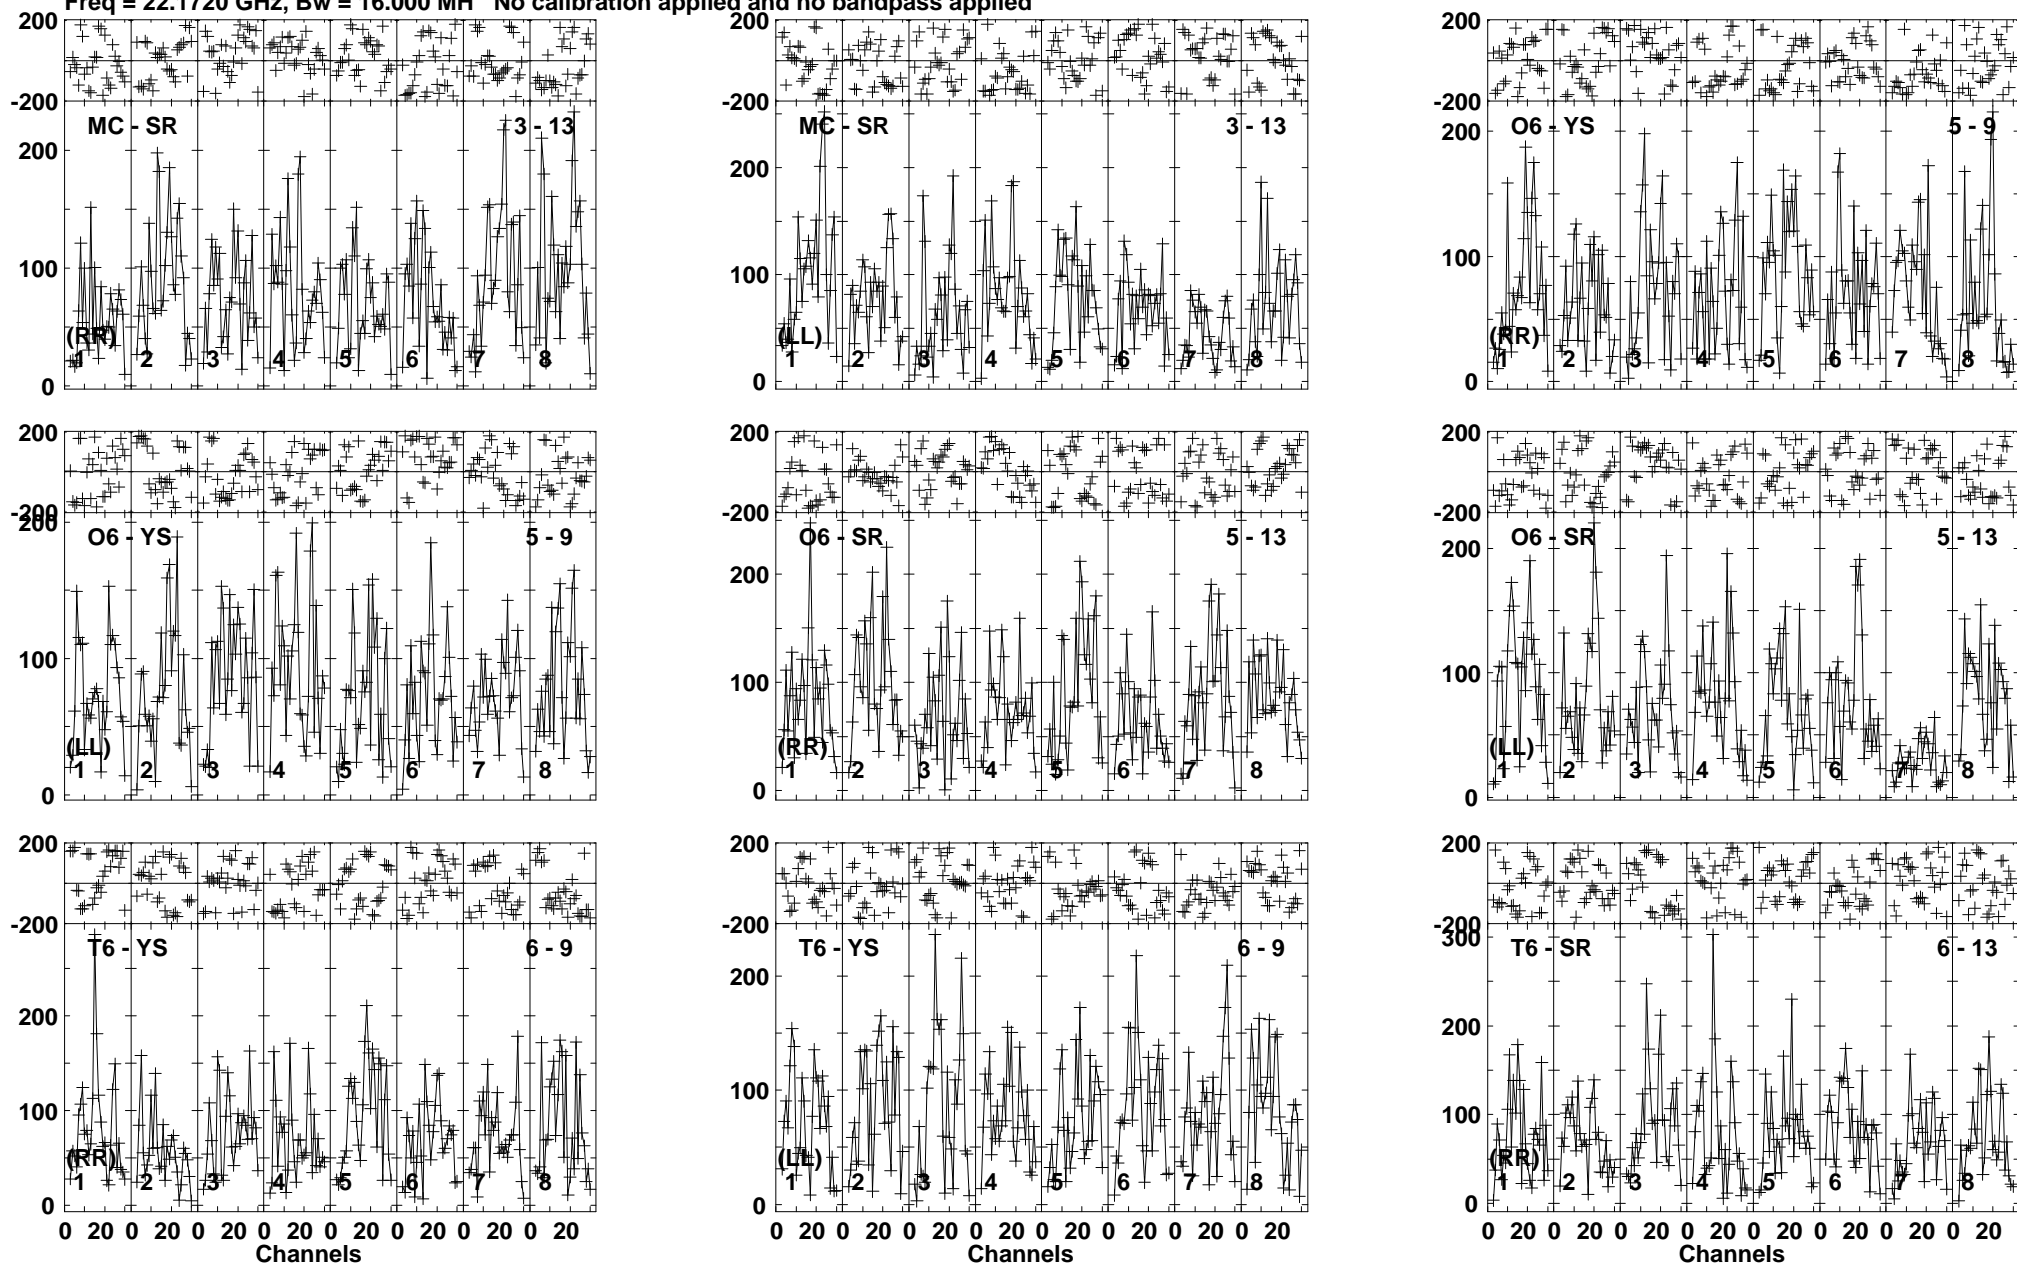 Freq = 22.1720 GHz, Bw = 16.000 MH No calibration applied and no bandpass applied
200 200 200
-200 -200 -200
MC - SR 3 - 13 MC - SR 3 - 13 O6 - YS 5 - 9
200 200 200
100 100 100
(RR) (LL) (RR)
1 2 3 4 5 6 7 8 1 2 3 4 5 6 7 8 1 2 3 4 5 6 7 8
0 0 0
200 200 200
-200 -200 -200
200
O6 - YS 5 - 9 O6 - SR 5 - 13 O6 - SR 5 - 13
200 200
100 100 100
(LL) (RR) (LL)
1 2 3 4 5 6 7 8 1 2 3 4 5 6 7 8 1 2 3 4 5 6 7 8
0 0 0
200 200 200
-200 -200 -200
300
T6 - YS 6 - 9 T6 - YS 6 - 9 T6 - SR 6 - 13
200 200 200
100 100 100
(RR) (LL) (RR)
1 2 3 4 5 6 7 8 1 2 3 4 5 6 7 8 1 2 3 4 5 6 7 8
0 0 0
0 20 0 20 0 20 0 20 0 20 0 20 0 20 0 20 0 20 0 20 0 20 0 20 0 20 0 20 0 20 0 20 0 20 0 20 0 20 0 20 0 20 0 20 0 20 0 20
Channels Channels Channels